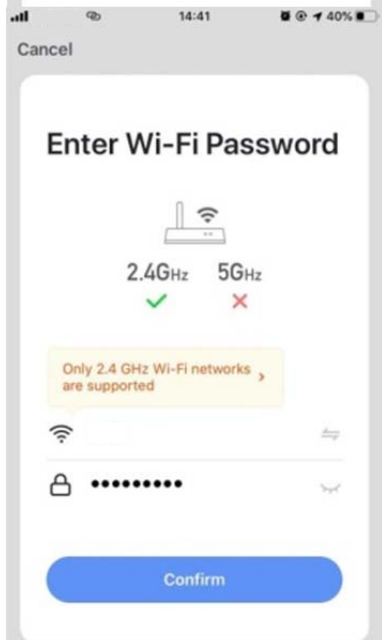 14:41
40%
Cancel
Enter Wi-Fi Password
2.4GHz 5GHz
Only 2.4 GHz Wi-Fi networks
are supported
Confirm